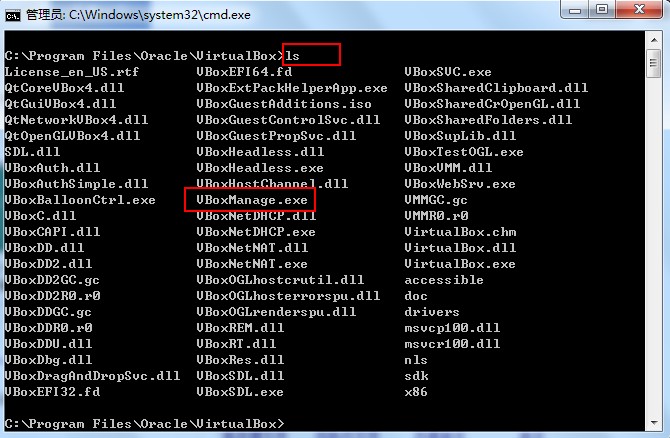 管理员: C:\Windows\system32\cmd.exe
C:\Program Files\Oracle\VirtualBox>ls
License_en_US.rtf VBoxEFI64.fd VBoxSVC.exe
QtCoreVBox4.dll VBoxExtPackHelperApp.exe VBoxSharedClipboard.dll
QtGuiVBox4.dll VBoxGuestAdditions.iso VBoxSharedCrOpenGL.dll
QtNetworkVBox4.dll VBoxGuestControlSvc.dll VBoxSharedFolders.dll
QtOpenGLVBox4.dll VBoxGuestPropSvc.dll VBoxSupLib.dll
SDL.dll VBoxHeadless.dll VBoxTestOGL.exe
VBoxAuth.dll VBoxHeadless.exe VBoxVMM.dll
VBoxAuthSimple.dll VBoxHostChannel.dll VBoxWebSrv.exe
VBoxBalloonCtrl.exe VBoxManage.exe VMMGC.gc
VBoxC.dll VBoxNetDHCP.dll VMMR0.r0
VBoxCAPI.dll VBoxNetDHCP.exe VirtualBox.chm
VBoxDD.dll VBoxNetNAT.dll VirtualBox.dll
VBoxDD2.dll VBoxNetNAT.exe VirtualBox.exe
VBoxDD2GC.gc VBoxOGLhostcrutil.dll accessible
VBoxDD2R0.r0 VBoxOGLhosterrorspu.dll doc
VBoxDDGC.gc VBoxOGLrenderspu.dll drivers
VBoxDDR0.r0 VBoxREM.dll msvcp100.dll
VBoxDDU.dll VBoxRT.dll msvcr100.dll
VBoxDbg.dll VBoxRes.dll nls
VBoxDragAndDropSvc.dll VBoxSDL.dll sdk
VBoxEFI32.fd VBoxSDL.exe x86
C:\Program Files\Oracle\VirtualBox>